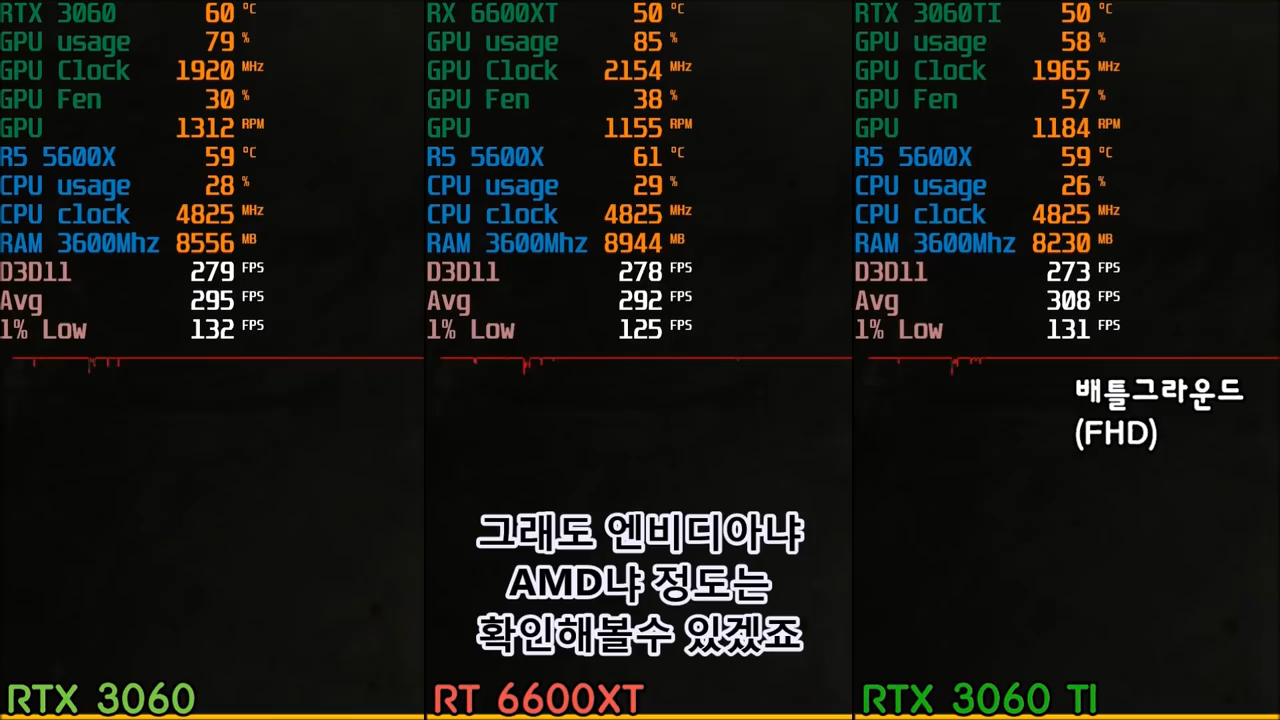 RTX 3060 60 °C
GPU usage 79 %
GPU Clock 1920 MHz
GPU Fen 30 %
GPU 1312 RPM
R5 5600X 59 °C
CPU usage 28 %
CPU clock 4825 MHz
RAM 3600Mhz 8556 MB
D3D11 279 FPS
Avg 295 FPS
1% Low 132 FPS
RX 6600XT 50 °C
GPU usage 85 %
GPU Clock 2154 MHz
GPU Fen 38 %
GPU 1155 RPM
R5 5600X 61 °C
CPU usage 29 %
CPU clock 4825 MHz
RAM 3600Mhz 8944 MB
D3D11 278 FPS
Avg 292 FPS
1% Low 125 FPS
RTX 3060TI 50 °C
GPU usage 58 %
GPU Clock 1965 MHz
GPU Fen 57 %
GPU 1184 RPM
R5 5600X 59 °C
CPU usage 26 %
CPU clock 4825 MHz
RAM 3600Mhz 8230 MB
D3D11 273 FPS
Avg 308 FPS
1% Low 131 FPS
배틀그라운드
(FHD)
그래도 엔비디아냐
AMD냐 정도는
확인해볼수 있겠죠
RTX 3060
RT 6600XT
RTX 3060 TI